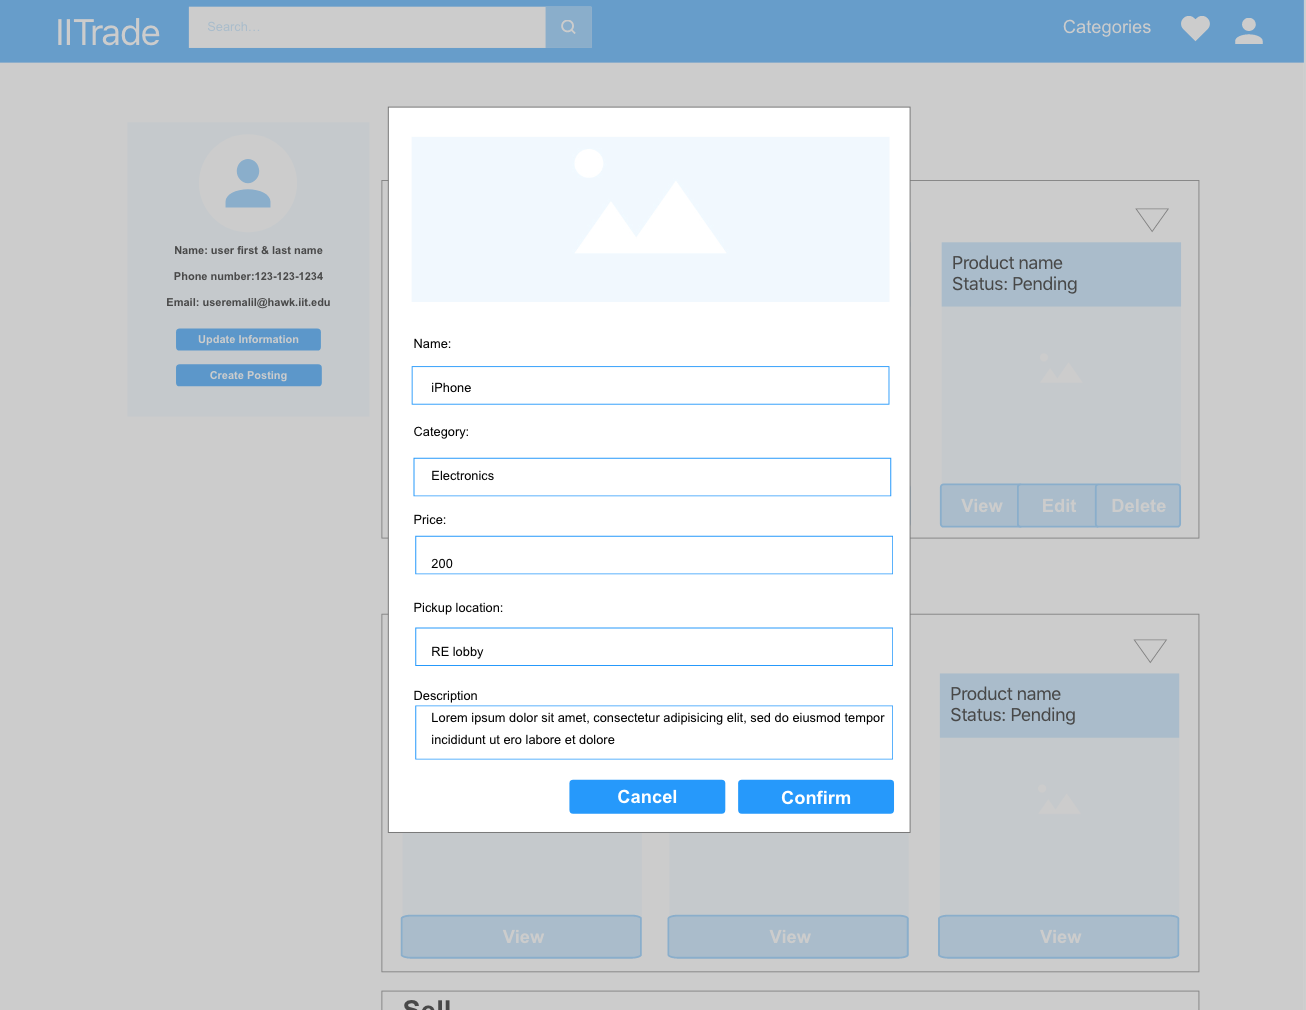 IITrade
Search...
Categories
Name: user first & last name
Phone number:123-123-1234
Email: useremalil@hawk.iit.edu
Update Information
Create Posting
Name:
iPhone
Category:
Electronics
Price:
200
Pickup location:
RE lobby
Description
Lorem ipsum dolor sit amet, consectetur adipisicing elit, sed do eiusmod tempor
incididunt ut ero labore et dolore
Cancel
Confirm
Product name
Status: Pending
View
Edit
Delete
Product name
Status: Pending
View
View
View
Sell